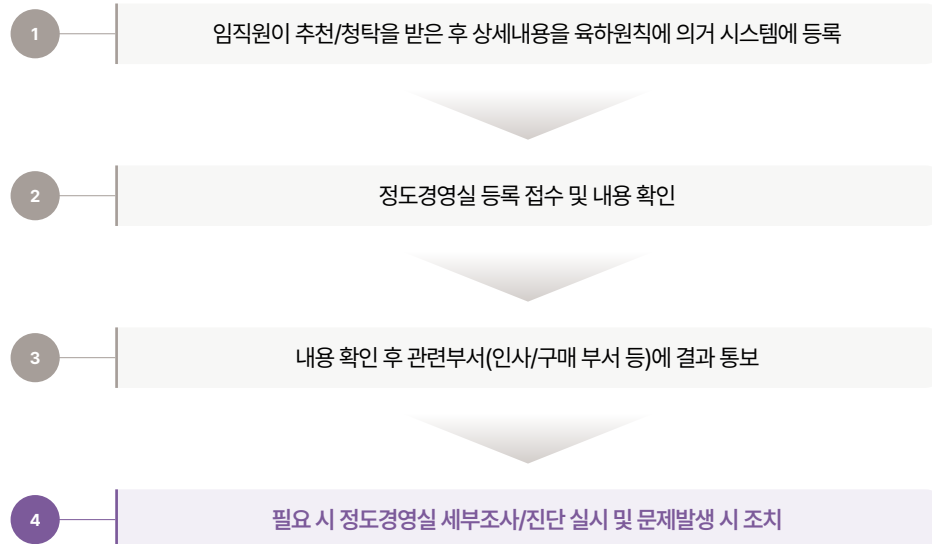 1
임직원이 추천/청탁을 받은 후 상세내용을 육하원칙에 의거 시스템에 등록
2
정도경영실 등록 접수 및 내용 확인
3
내용 확인 후 관련부서(인사/구매 부서 등)에 결과 통보
4
필요 시 정도경영실 세부조사/진단 실시 및 문제발생 시 조치